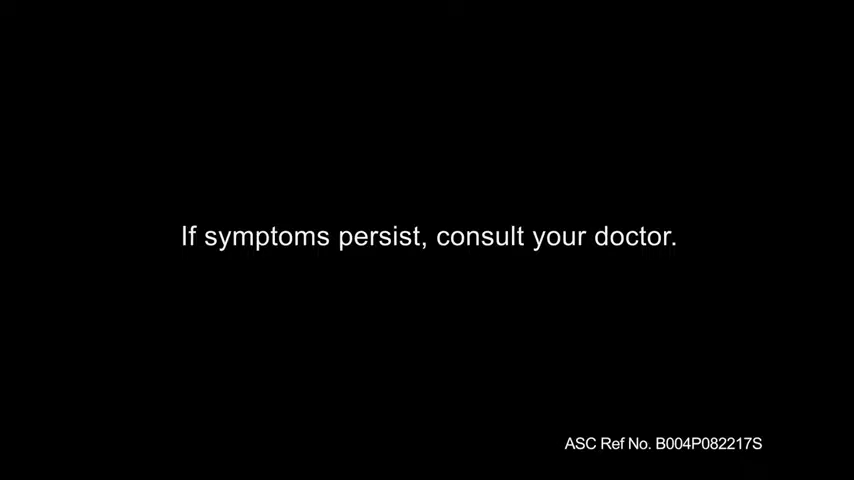 If symptoms persist, consult your doctor.
ASC Ref No. B004P082217S